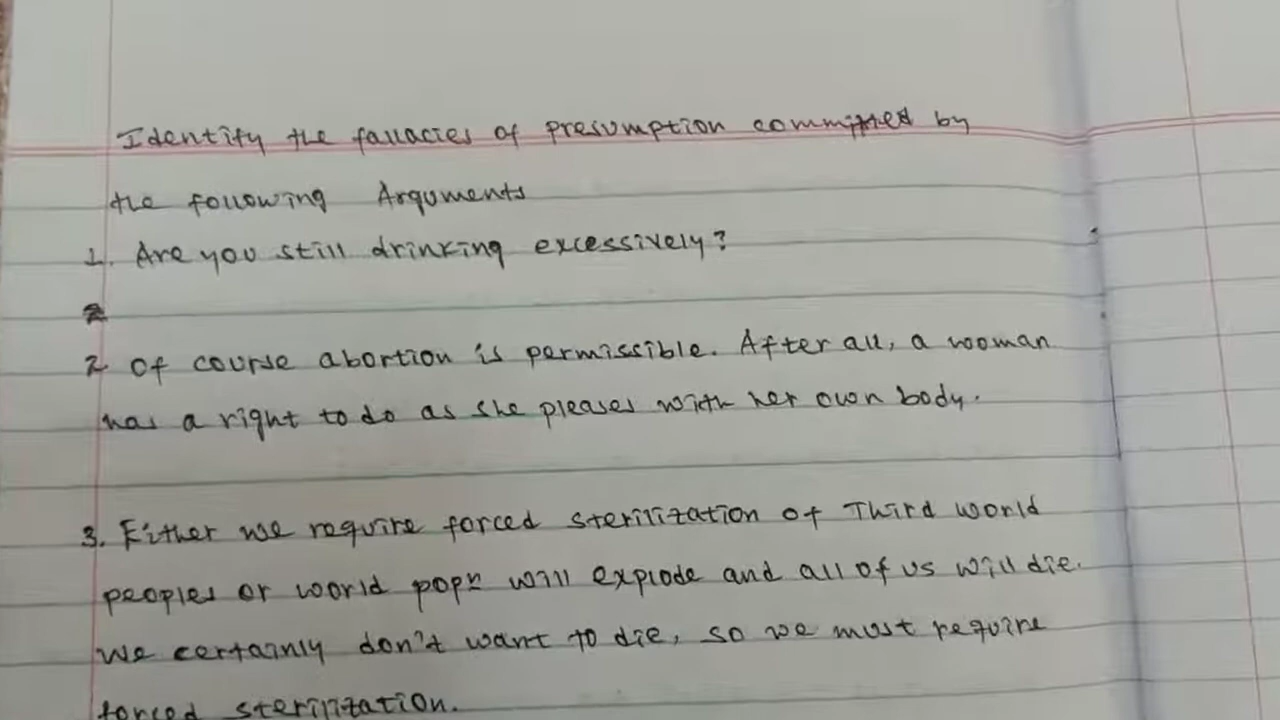 Identify the fallacies of presumption committed by
the following Arguments
1. Are you still drinking excessively?
2
2 Of course abortion is permissible. After all, a woman
has a right to do as she pleases with her own body.
3. Either we require forced sterilization of Third world
peoples or world popn will explode and all of us will die.
We certainly don't want to die, so we must require
forced sterilization.